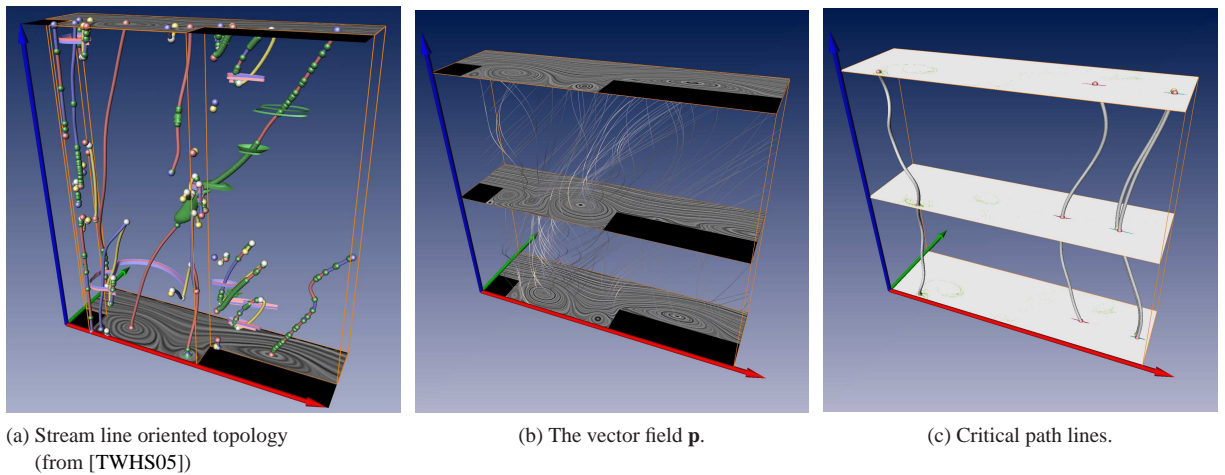 (a) Stream line oriented topology
(from [TWHS05])
(b) The vector field p.
(c) Critical path lines.